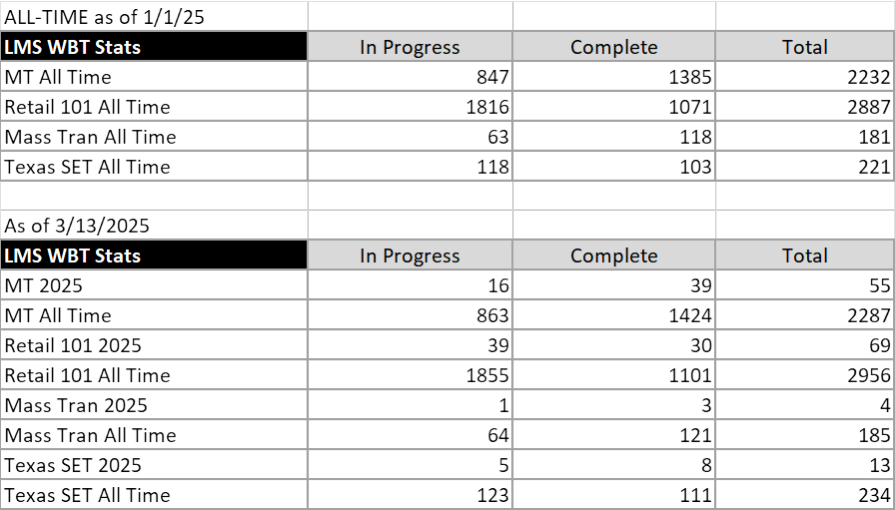 ALL-TIME as of 1/1/25
LMS WBT Stats In Progress Complete Total
MT All Time 847 1385 2232
Retail 101 All Time 1816 1071 2887
Mass Tran All Time 63 118 181
Texas SET All Time 118 103 221
As of 3/13/2025
LMS WBT Stats In Progress Complete Total
MT 2025 16 39 55
MT All Time 863 1424 2287
Retail 101 2025 39 30 69
Retail 101 All Time 1855 1101 2956
Mass Tran 2025 1 3 4
Mass Tran All Time 64 121 185
Texas SET 2025 5 8 13
Texas SET All Time 123 111 234